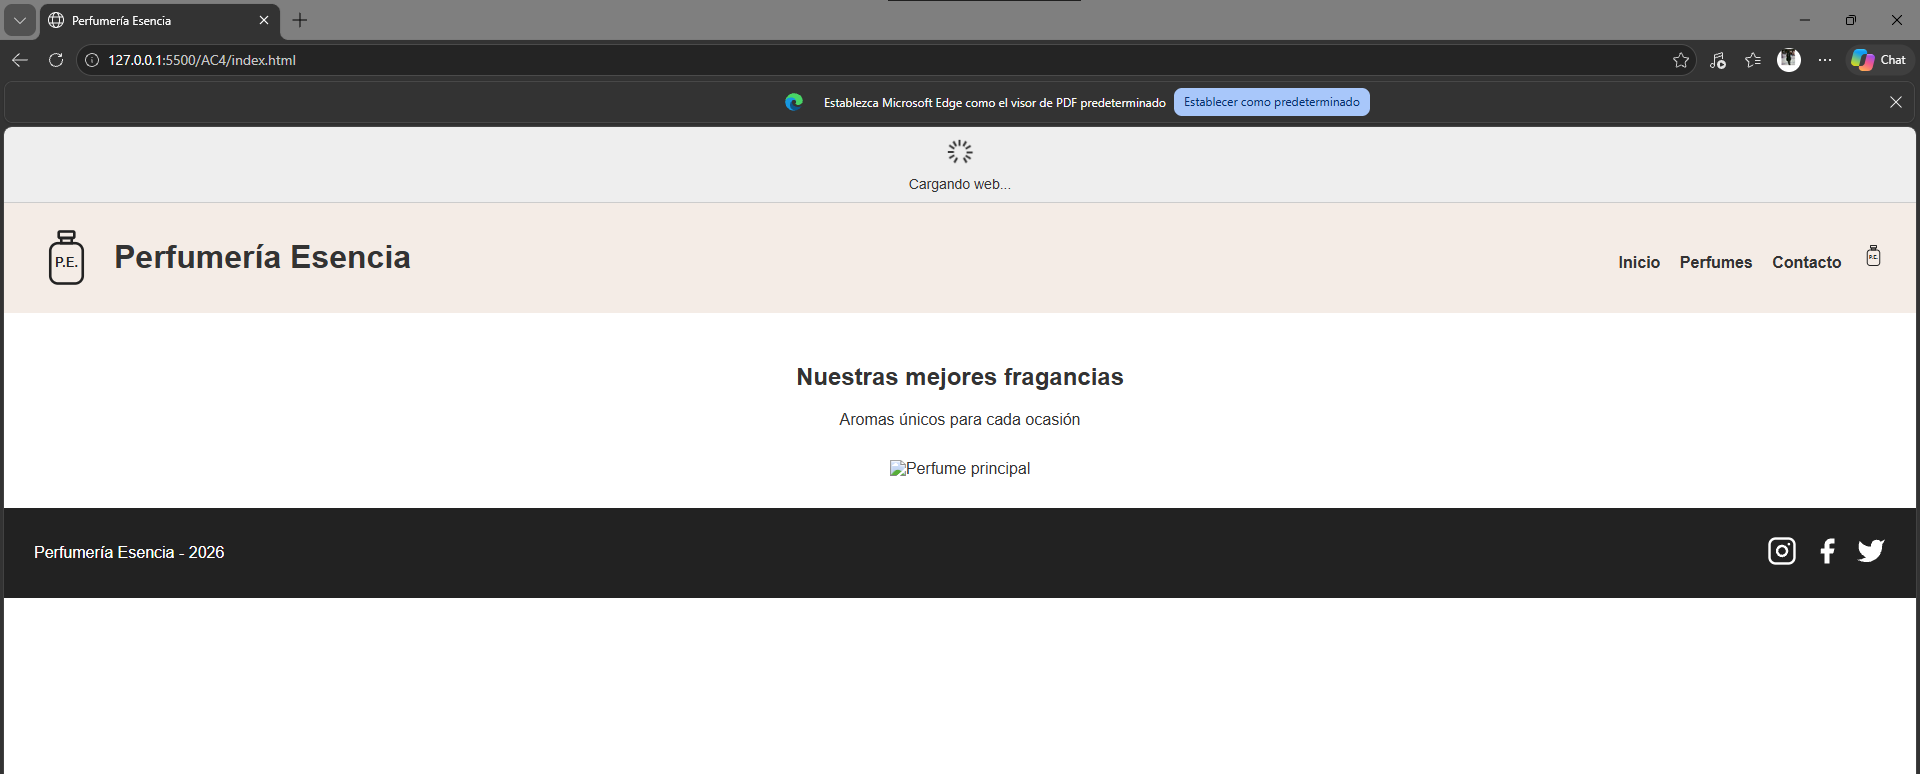 Perfumería Esencia
127.0.0.1:5500/AC4/index.html
Chat
Establezca Microsoft Edge como el visor de PDF predeterminado
Establecer como predeterminado
Cargando web...
P.E.
Perfumería Esencia
Inicio
Perfumes
Contacto
P.E.
Nuestras mejores fragancias
Aromas únicos para cada ocasión
Perfume principal
Perfumería Esencia - 2026